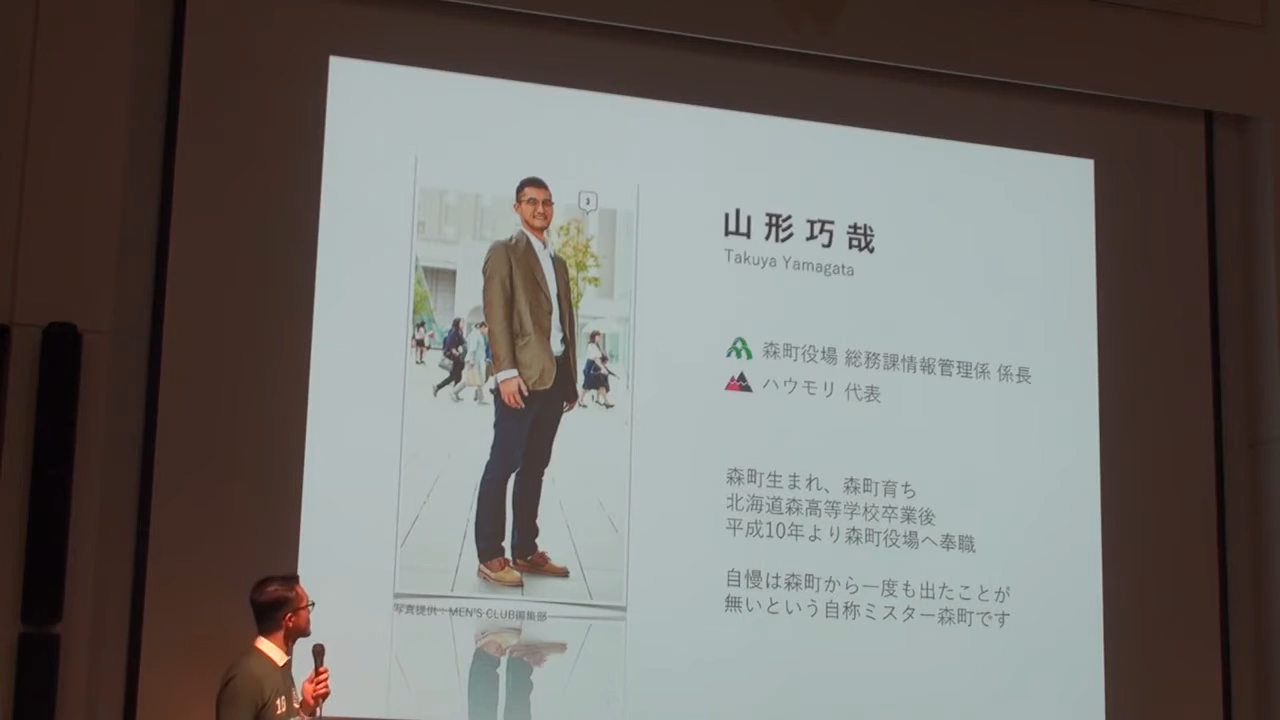 山形巧哉
Takuya Yamagata
森町役場 総務課情報管理係 係長
ハウモリ 代表
森町生まれ、森町育ち
北海道森高等学校卒業後
平成10年より森町役場へ奉職
自慢は森町から一度も出たことが
無いという自称ミスター森町です
写真提供：MEN'S CLUB編集部